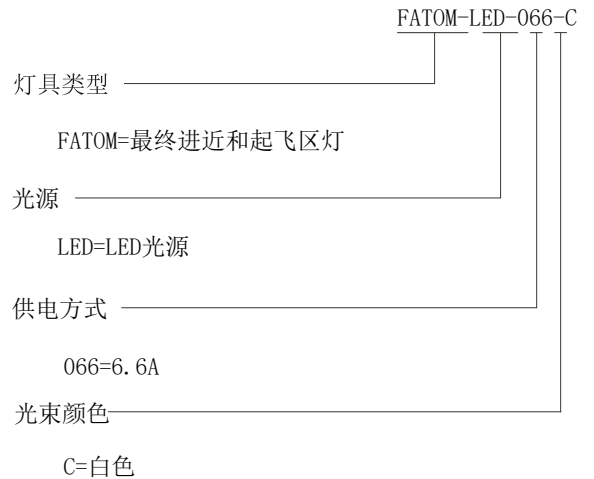 FATOM-LED-066-C
灯具类型
FATOM=最终进近和起飞区灯
光源
LED=LED光源
供电方式
066=6.6A
光束颜色
C=白色